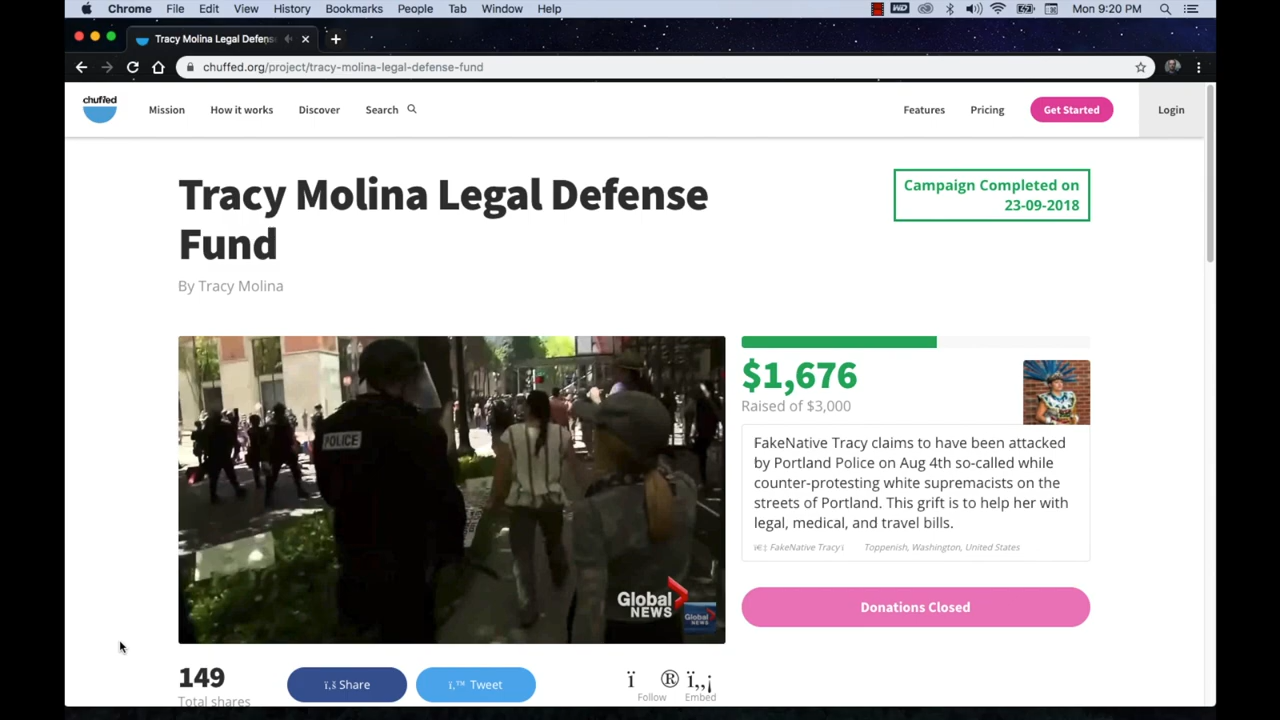 Chrome File Edit View History Bookmarks People Tab Window Help
WD
Mon 9:20 PM
Tracy Molina Legal Defens
chuffed.org/project/tracy-molina-legal-defense-fund
chuffed
Mission How it works Discover Search
Features Pricing Get Started Login
Tracy Molina Legal Defense
Fund
By Tracy Molina
Campaign Completed on
23-09-2018
POLICE
Global
NEWS
Global
NEWS
$1,676
Raised of $3,000
FakeNative Tracy claims to have been attacked
by Portland Police on Aug 4th so-called while
counter-protesting white supremacists on the
streets of Portland. This grift is to help her with
legal, medical, and travel bills.
FakeNative Tracy Toppenish, Washington, United States
Donations Closed
149
Total shares
Share
Tweet
Follow
Embed